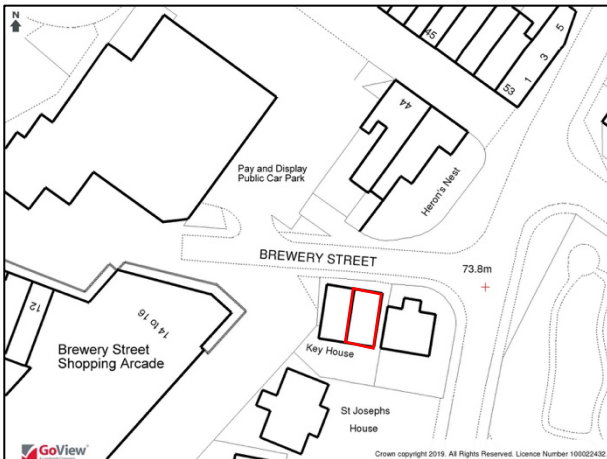 N
45
53
1
3
5
44
Pay and Display
Public Car Park
Heron's Nest
BREWERY STREET
73.8m
12
14 to 16
Brewery Street
Shopping Arcade
Key House
St Josephs
House
GoView
Crown copyright 2019. All Rights Reserved. Licence Number 100022432.